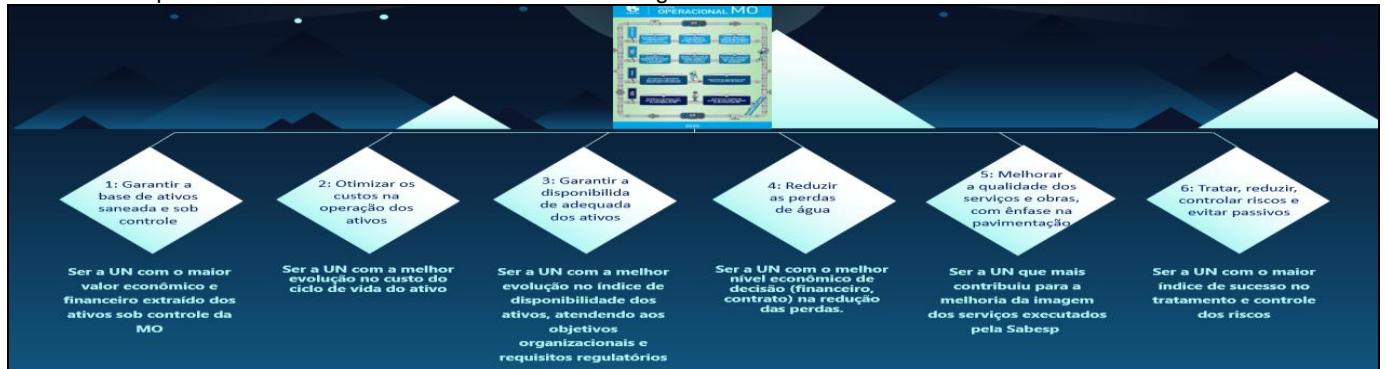 OPERACIONAL MO
1: Garantir a
base de ativos
saneada e sob
controle
2: Otimizar os
custos na
operação dos
ativos
3: Garantir a
disponibilida
de adequada
dos ativos
4: Reduzir
as perdas
de água
5: Melhorar
a qualidade dos
serviços e obras,
com ênfase na
pavimentação
6: Tratar, reduzir,
controlar riscos e
evitar passivos
Ser a UN com o maior
valor econômico e
financeiro extraído dos
ativos sob controle da
MO
Ser a UN com a melhor
evolução no custo do
ciclo de vida do ativo
Ser a UN com a melhor
evolução no índice de
disponibilidade dos
ativos, atendendo aos
objetivos
organizacionais e
requisitos regulatórios
Ser a UN com o melhor
nível econômico de
decisão (financeiro,
contrato) na redução
das perdas.
Ser a UN que mais
contribuiu para a
melhoria da imagem
dos serviços executados
pela Sabesp
Ser a UN com o maior
índice de sucesso no
tratamento e controle
dos riscos